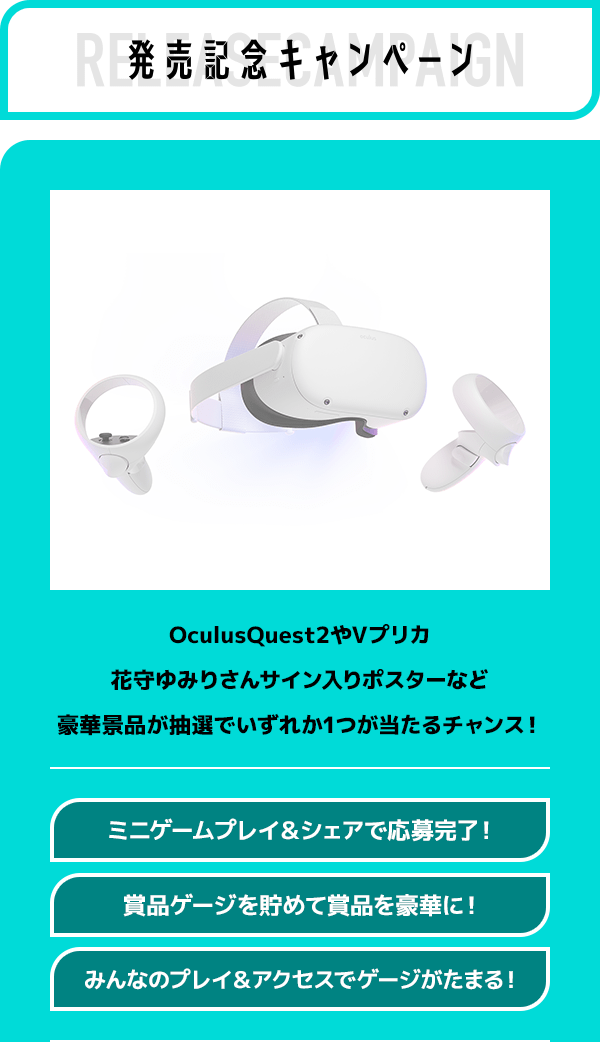 RELEASECAMPAIGN
発売記念キャンペーン
OculusQuest2やVプリカ
花守ゆみりさんサイン入りポスターなど
豪華景品が抽選でいずれか1つが当たるチャンス!
ミニゲームプレイ&シェアで応募完了!
賞品ゲージを貯めて賞品を豪華に!
みんなのプレイ&アクセスでゲージがたまる!